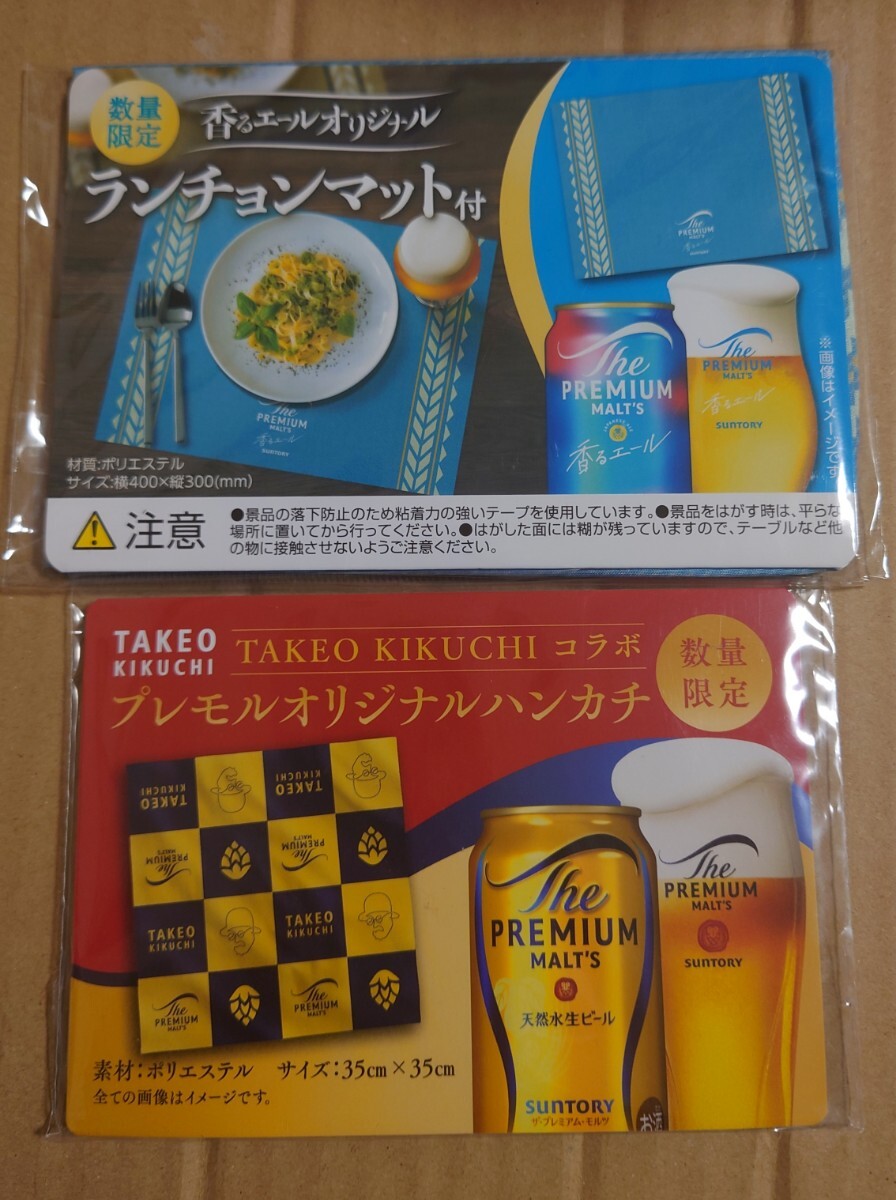 数量
限定
香るエールオリジナル
ランチョンマット付
The
PREMIUM
MALT'S
香るエール
SUNTORY
材質:ポリエステル
サイズ:横400×縦300(mm)
The
PREMIUM
MALT'S
香るエール
The
PREMIUM
MALT'S
香るエール
The
PREMIUM
MALT'S
香るエール
SUNTORY
※画像はイメージです
注意
●景品の落下防止のため粘着力の強いテープを使用しています。●景品をはがす時は、平らな
場所に置いてから行ってください。●はがした面には糊が残っていますので、テーブルなど他
の物に接触させないようご注意ください。
TAKEO
KIKUCHI
TAKEO KIKUCHI コラボ
プレモルオリジナルハンカチ
数量
限定
TAKEO
KIKUCHI
TAKEO
KIKUCHI
The
PREMIUM
MALT'S
The
PREMIUM
MALT'S
TAKEO
KIKUCHI
TAKEO
KIKUCHI
The
PREMIUM
MALT'S
The
PREMIUM
MALT'S
素材:ポリエステル サイズ:35cm×35cm
全ての画像はイメージです。
The
PREMIUM
MALT'S
天然水生ビール
SUNTORY
ザ・プレミアム・モルツ
お酒
The
PREMIUM
MALT'S
SUNTORY